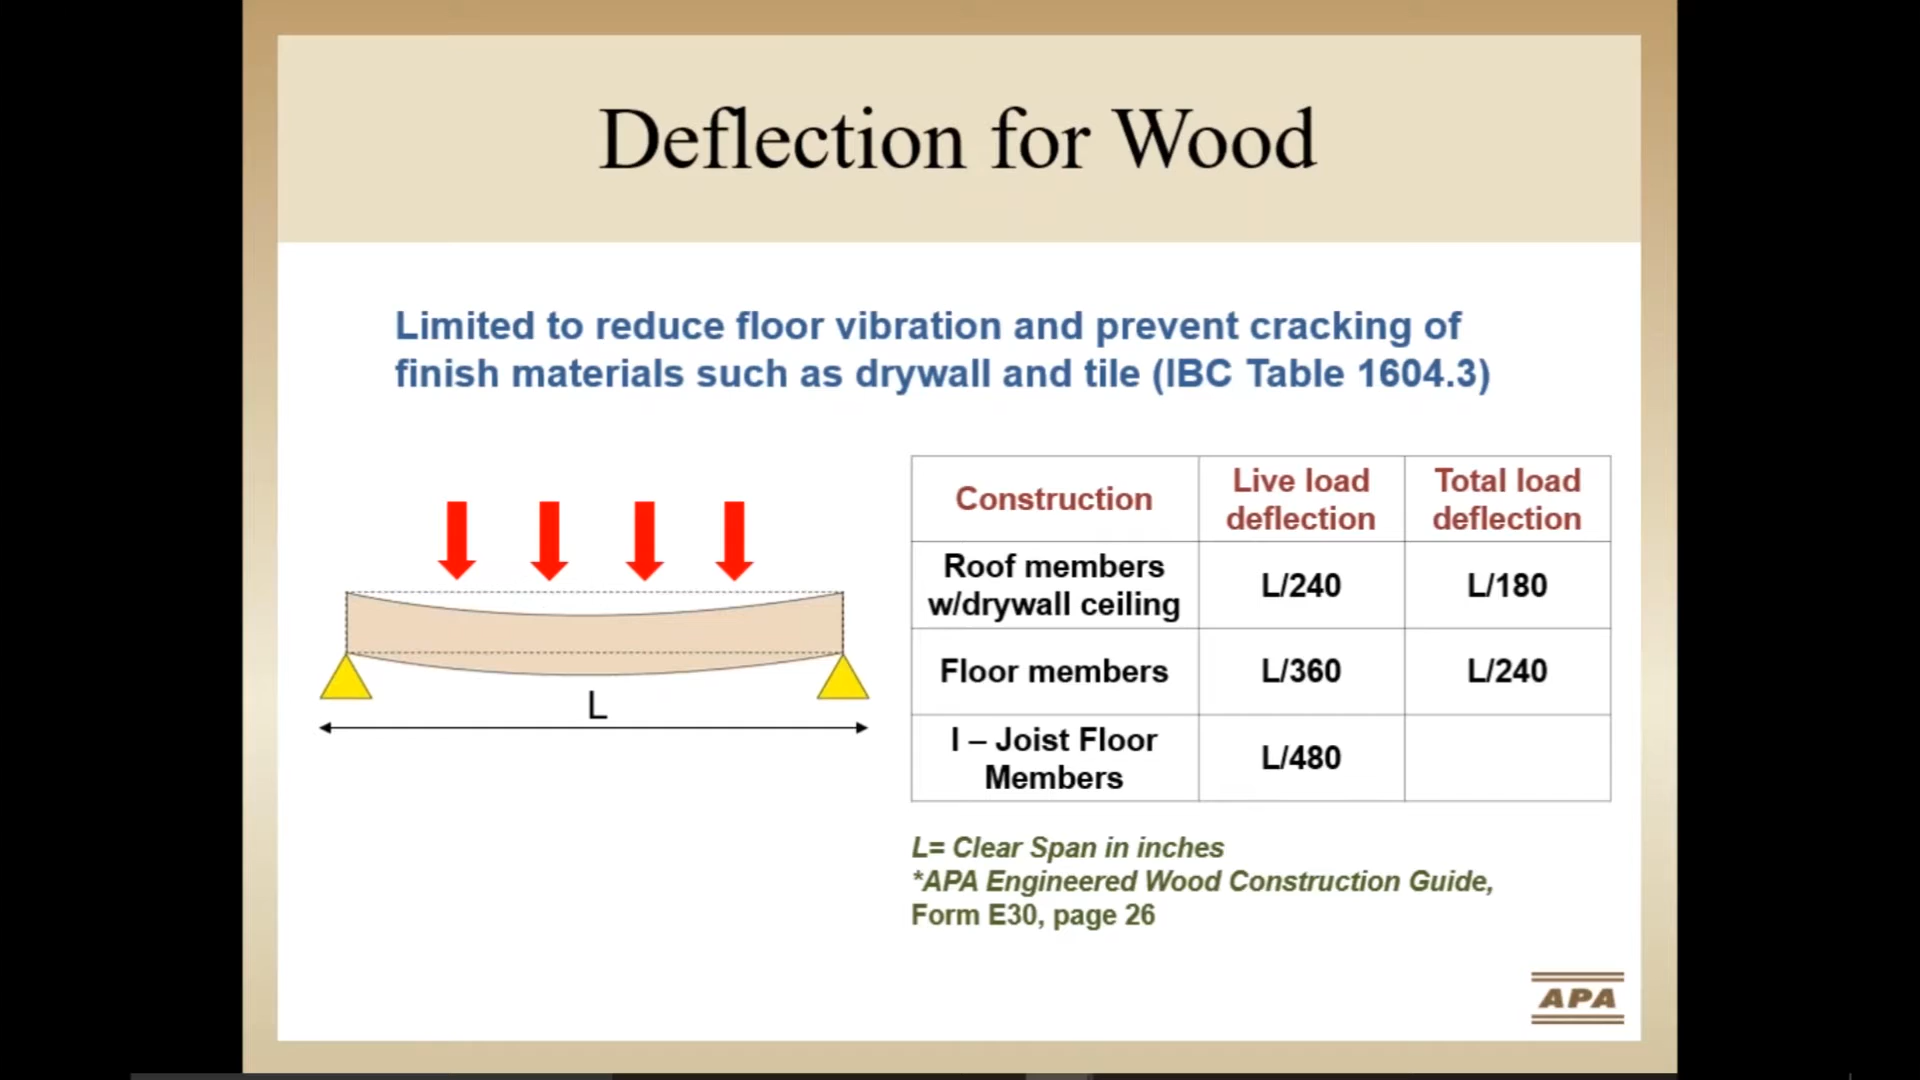 Deflection for Wood
Limited to reduce floor vibration and prevent cracking of
finish materials such as drywall and tile (IBC Table 1604.3)
L
Construction
Live load
deflection
Total load
deflection
Roof members
w/drywall ceiling
L/240
L/180
Floor members
L/360
L/240
I – Joist Floor
Members
L/480
L= Clear Span in inches
*APA Engineered Wood Construction Guide,
Form E30, page 26
APA